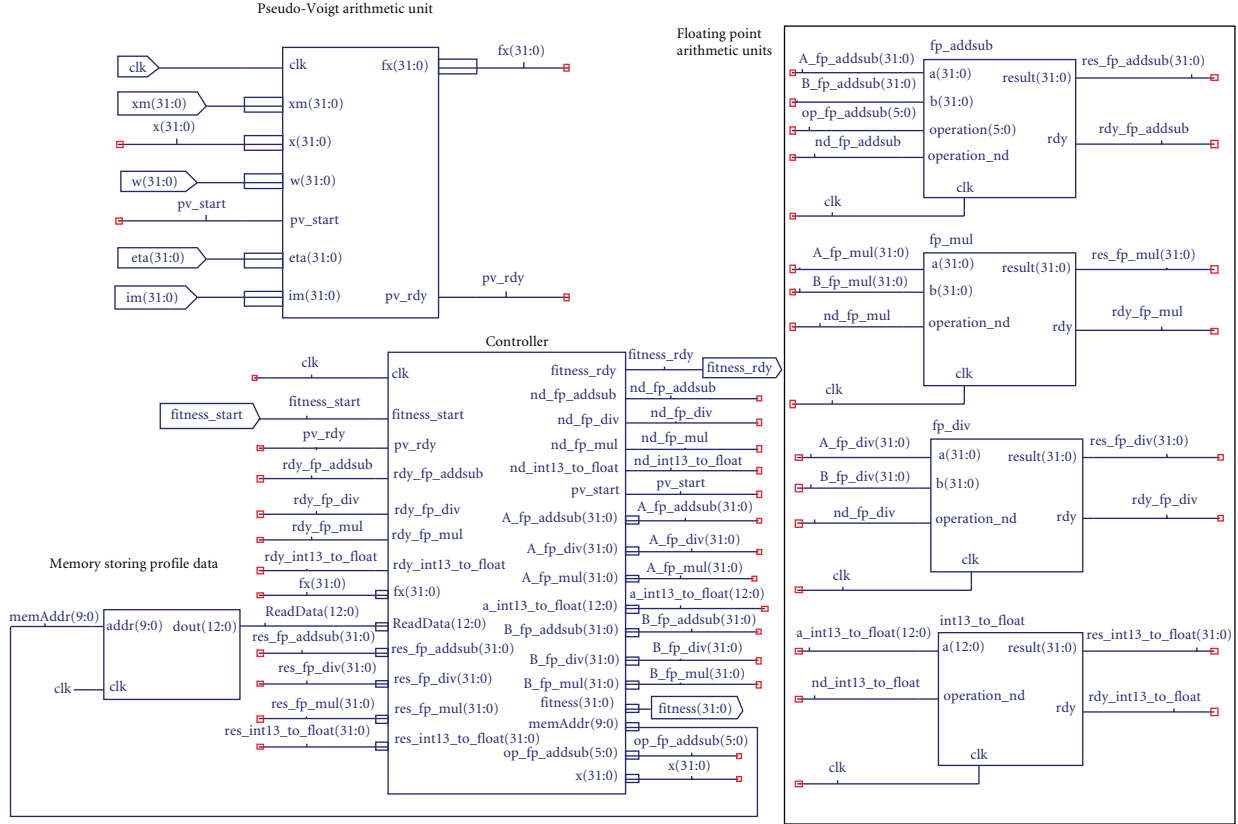 Pseudo-Voigt arithmetic unit
clk
xm(31:0)
x(31:0)
w(31:0)
pv_start
eta(31:0)
im(31:0)
clk
xm(31:0)
x(31:0)
w(31:0)
pv_start
eta(31:0)
im(31:0)
fx(31:0)
pv_rdy
fx(31:0)
pv_rdy
Controller
clk
fitness_start
fitness_start
pv_rdy
rdy_fp_addsub
rdy_fp_div
rdy_fp_mul
rdy_int13_to_float
fx(31:0)
ReadData(12:0)
res_fp_addsub(31:0)
res_fp_div(31:0)
res_fp_mul(31:0)
res_int13_to_float(31:0)
clk
fitness_start
pv_rdy
rdy_fp_addsub
rdy_fp_div
rdy_fp_mul
rdy_int13_to_float
fx(31:0)
ReadData(12:0)
res_fp_addsub(31:0)
res_fp_div(31:0)
res_fp_mul(31:0)
res_int13_to_float(31:0)
fitness_rdy
nd_fp_addsub
nd_fp_div
nd_fp_mul
nd_int13_to_float
pv_start
A_fp_addsub(31:0)
A_fp_div(31:0)
A_fp_mul(31:0)
a_int13_to_float(12:0)
B_fp_addsub(31:0)
B_fp_div(31:0)
B_fp_mul(31:0)
fitness(31:0)
memAddr(9:0)
op_fp_addsub(5:0)
x(31:0)
fitness_rdy
fitness_rdy
nd_fp_addsub
nd_fp_div
nd_fp_mul
nd_int13_to_float
pv_start
A_fp_addsub(31:0)
A_fp_div(31:0)
A_fp_mul(31:0)
a_int13_to_float(12:0)
B_fp_addsub(31:0)
B_fp_div(31:0)
B_fp_mul(31:0)
fitness(31:0)
op_fp_addsub(5:0)
x(31:0)
Memory storing profile data
memAddr(9:0)
addr(9:0)
dout(12:0)
clk
clk
Floating point
arithmetic units
fp_addsub
A_fp_addsub(31:0)
B_fp_addsub(31:0)
op_fp_addsub(5:0)
nd_fp_addsub
clk
a(31:0)
b(31:0)
operation(5:0)
operation_nd
clk
result(31:0)
rdy
res_fp_addsub(31:0)
rdy_fp_addsub
fp_mul
A_fp_mul(31:0)
B_fp_mul(31:0)
nd_fp_mul
clk
a(31:0)
b(31:0)
operation_nd
clk
result(31:0)
rdy
res_fp_mul(31:0)
rdy_fp_mul
fp_div
A_fp_div(31:0)
B_fp_div(31:0)
nd_fp_div
clk
a(31:0)
b(31:0)
operation_nd
clk
result(31:0)
rdy
res_fp_div(31:0)
rdy_fp_div
int13_to_float
a_int13_to_float(12:0)
nd_int13_to_float
clk
a(12:0)
operation_nd
clk
result(31:0)
rdy
res_int13_to_float(31:0)
rdy_int13_to_float